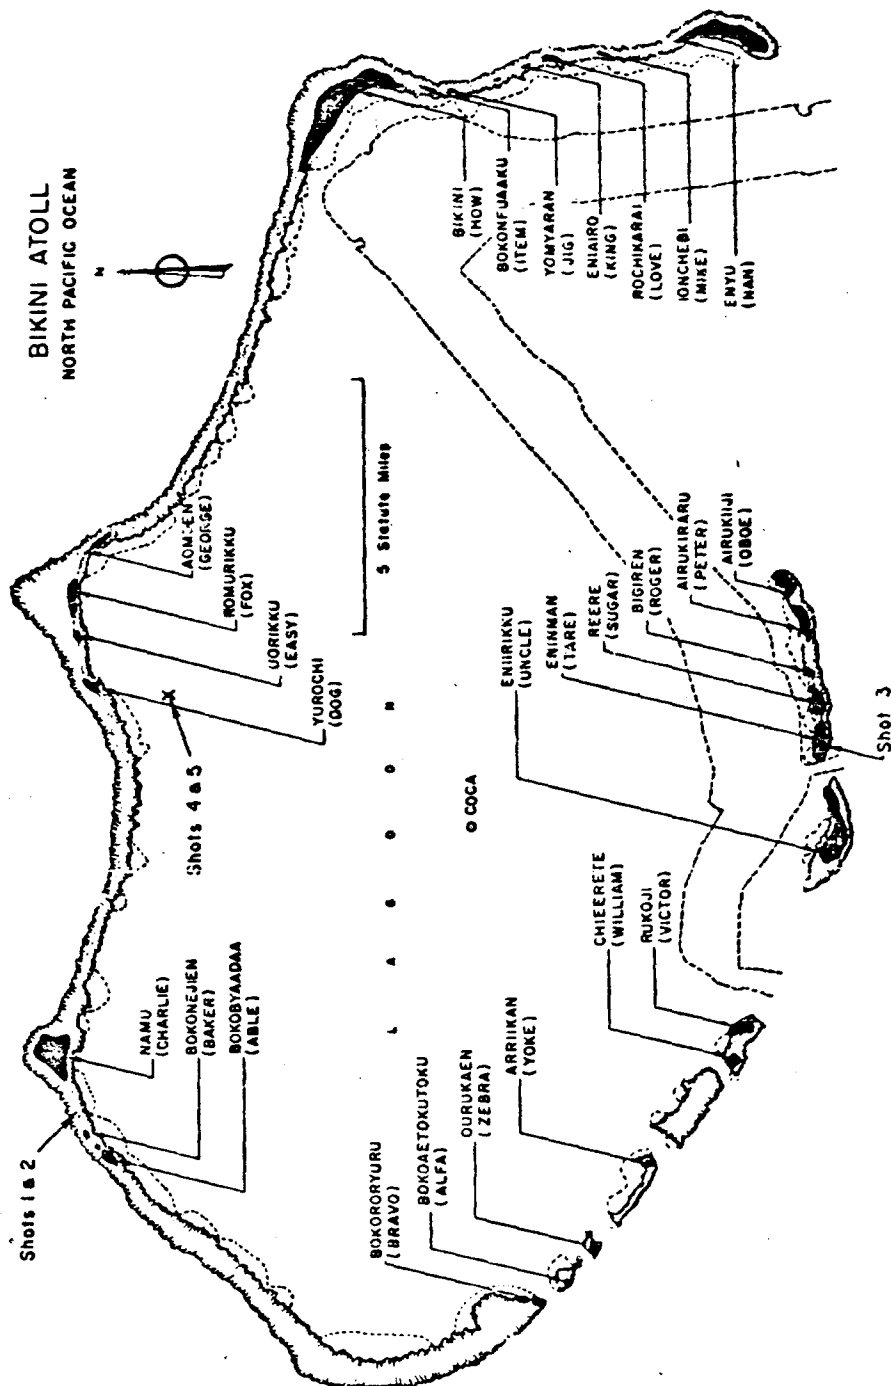 BIKINI ATOLL
NORTH PACIFIC OCEAN
N
Shots 1 & 2
NAMU
(CHARLIE)
BOKONEJIEN
(BAKER)
BOKOBYAADAA
(ABLE)
Shots 4 & 5
YUROCHI
(DOG)
UORIKKU
(EASY)
ROMURIKKU
(FOX)
LAOMOEN
(GEORGE)
5 Statute Miles
BIKINI
(HOW)
BOKONFUAAKU
(ITEM)
YOMYARAN
(JIG)
ENIAIRO
(KING)
ROCHIKARAI
(LOVE)
IONCHEBI
(MIKE)
ENYU
(NAN)
LAGOON
COCA
BOKORORYURU
(BRAVO)
BOKOAETOKUTOKU
(ALFA)
OURUKAEN
(ZEBRA)
ARRIIKAN
(YOKE)
CHIEERETE
(WILLIAM)
RUKOJI
(VICTOR)
ENIIRIKKU
(UNCLE)
ENINMAN
(TARE)
REERE
(SUGAR)
BIGIREN
(ROGER)
AIRUKIRARU
(PETER)
AIRUKIIJI
(OBOE)
Shot 3